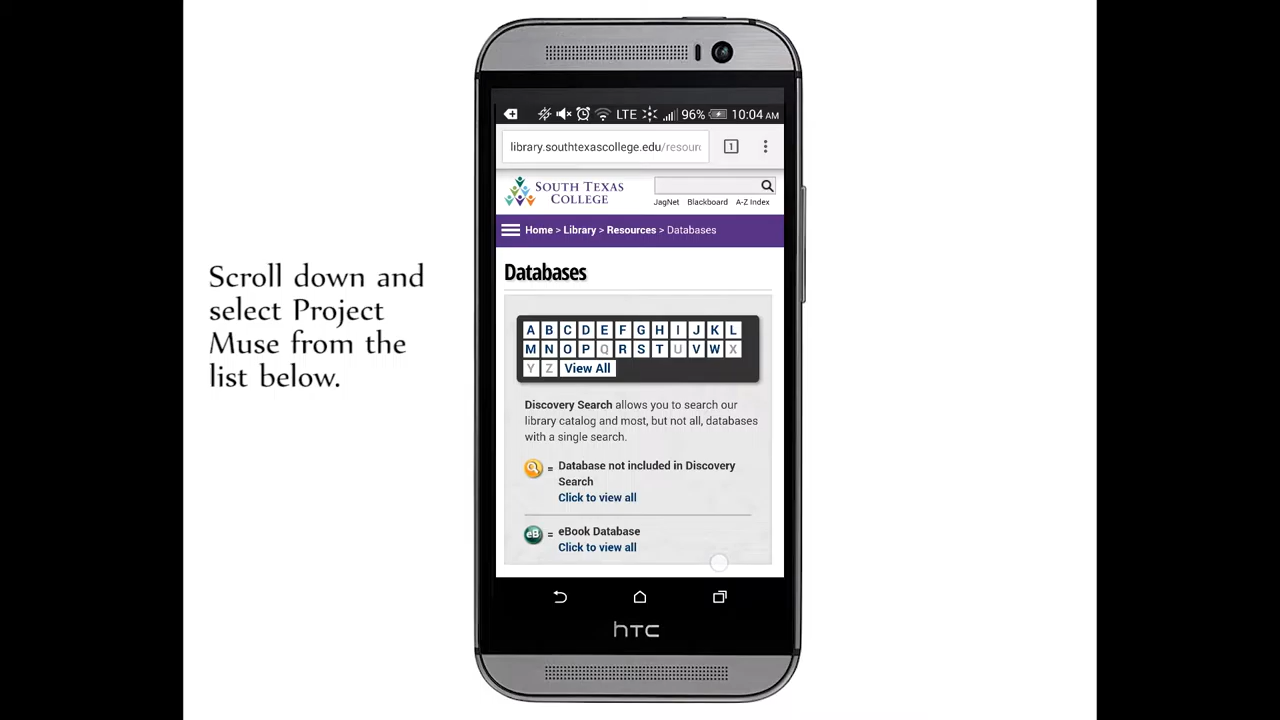 Scroll down and
select Project
Muse from the
list below.
LTE 96% 10:04 AM
library.southtexascollege.edu/resourc
1
SOUTH TEXAS
COLLEGE
JagNet Blackboard A-Z Index
Home > Library > Resources > Databases
Databases
A B C D E F G H I J K L
M N O P Q R S T U V W X
Y Z View All
Discovery Search allows you to search our
library catalog and most, but not all, databases
with a single search.
= Database not included in Discovery
Search
Click to view all
eB = eBook Database
Click to view all
hTC